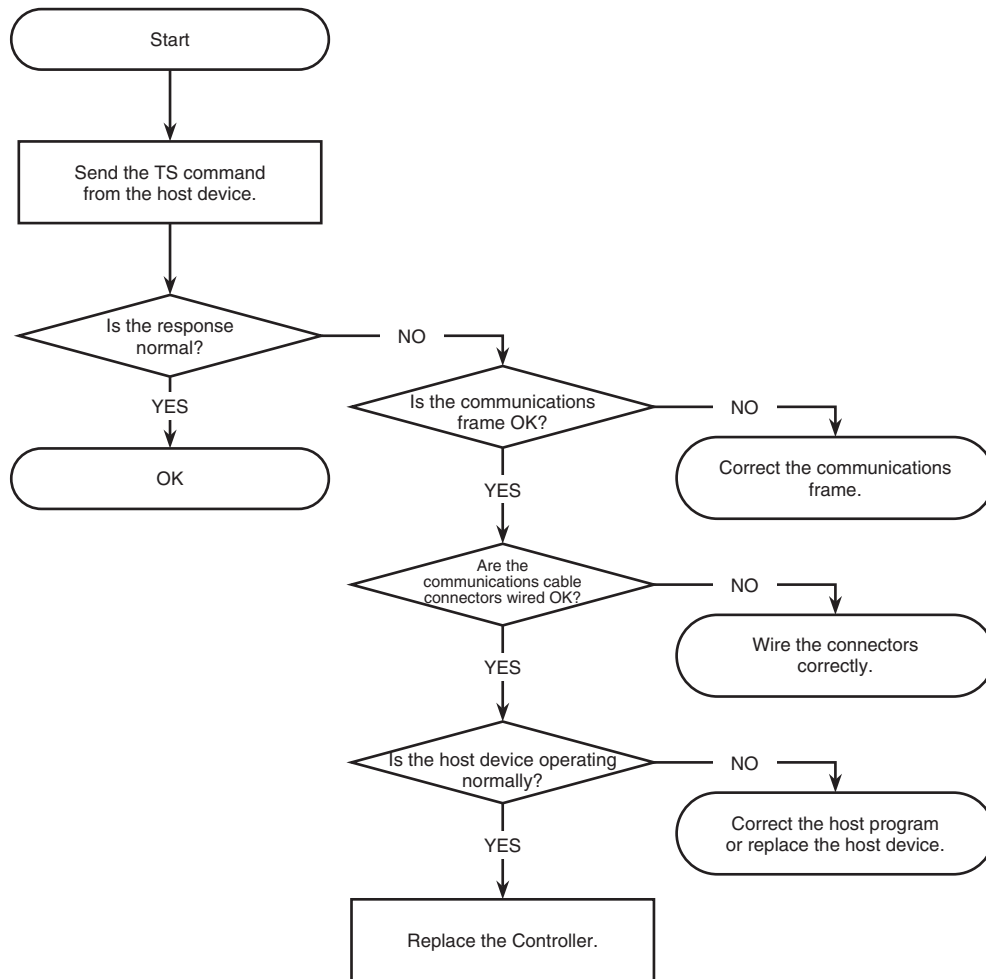 Start
Send the TS command
from the host device.
Is the response
normal?
NO
YES
OK
Is the communications
frame OK?
NO
Correct the communications
frame.
YES
Are the
communications cable
connectors wired OK?
NO
Wire the connectors
correctly.
YES
Is the host device operating
normally?
NO
Correct the host program
or replace the host device.
YES
Replace the Controller.